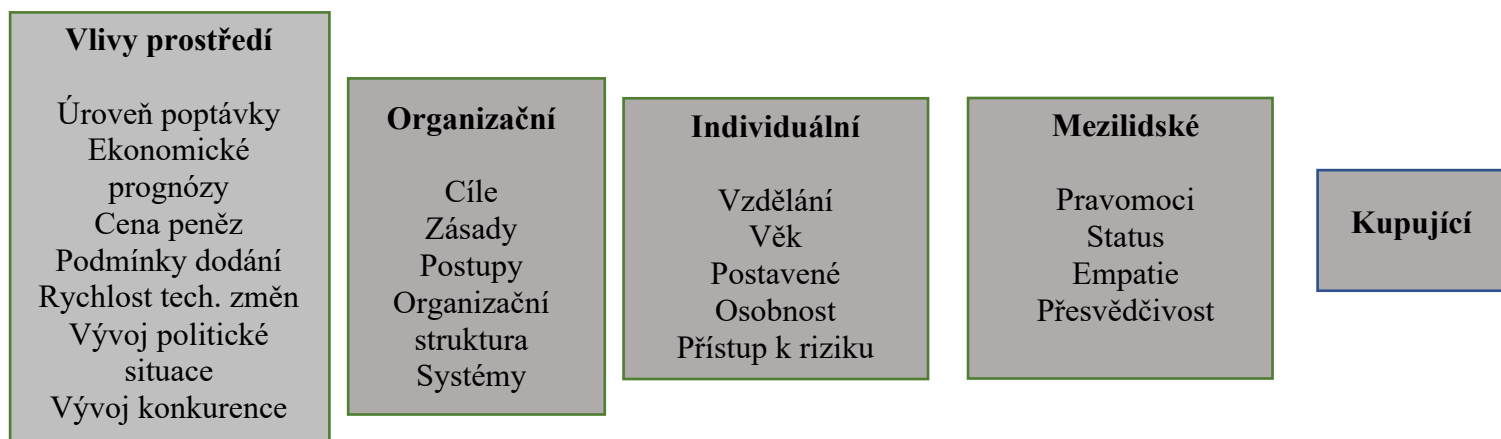 Vlivy prostředí
Úroveň poptávky
Ekonomické
prognózy
Cena peněz
Podmínky dodání
Rychlost tech. změn
Vývoj politické
situace
Vývoj konkurence
Organizační
Cíle
Zásady
Postupy
Organizační
struktura
Systémy
Individuální
Vzdělání
Věk
Postavené
Osobnost
Přístup k riziku
Mezilidské
Pravomoci
Status
Empatie
Přesvědčivost
Kupující